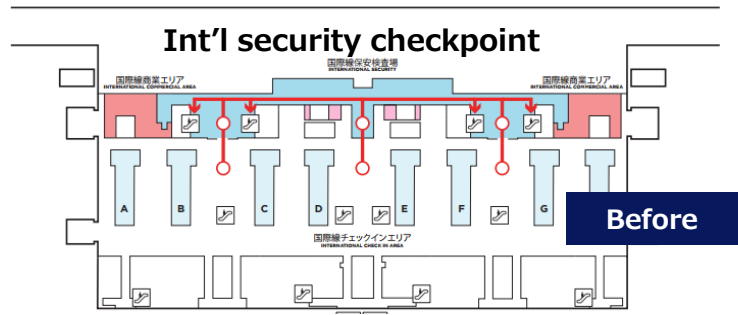 Int'l security checkpoint
国際線保安検査場
INTERNATIONAL SECURITY
国際線商業エリア
INTERNATIONAL COMMERCIAL AREA
国際線商業エリア
INTERNATIONAL COMMERCIAL AREA
A
B
C
D
E
F
G
Before
国際線チェックインエリア
INTERNATIONAL CHECK IN AREA